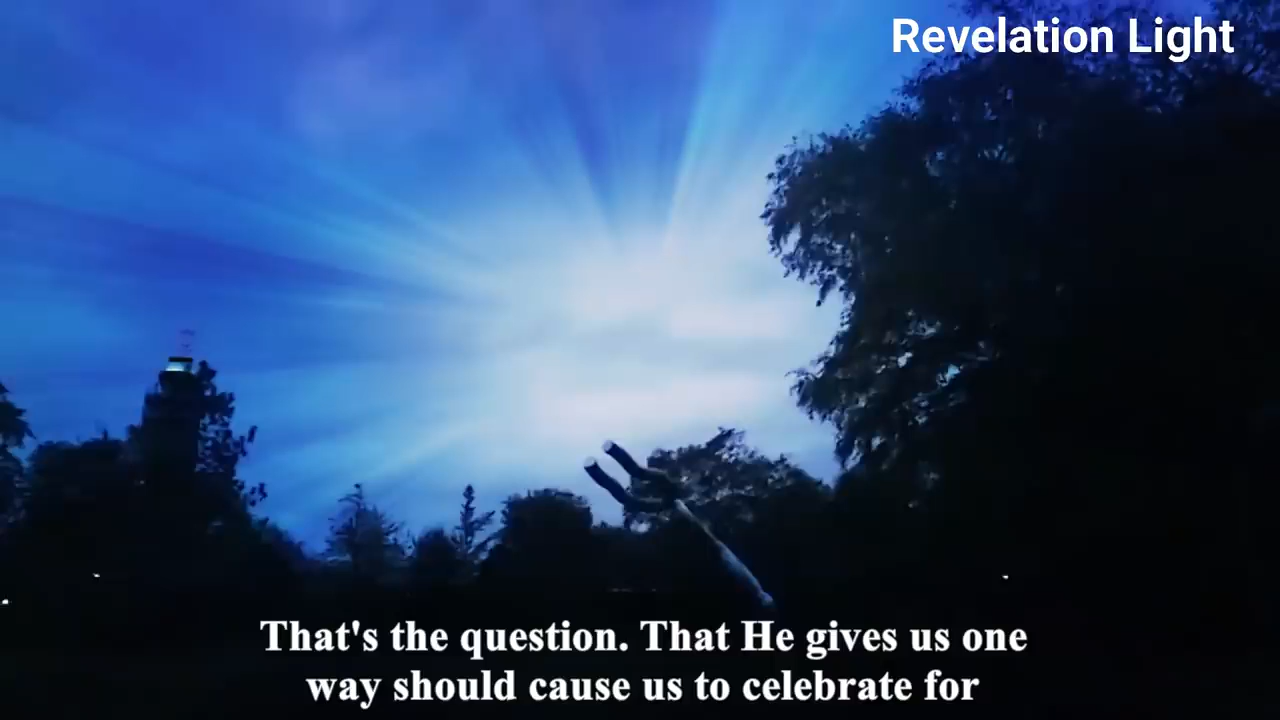 Revelation Light
That's the question. That He gives us one
way should cause us to celebrate for